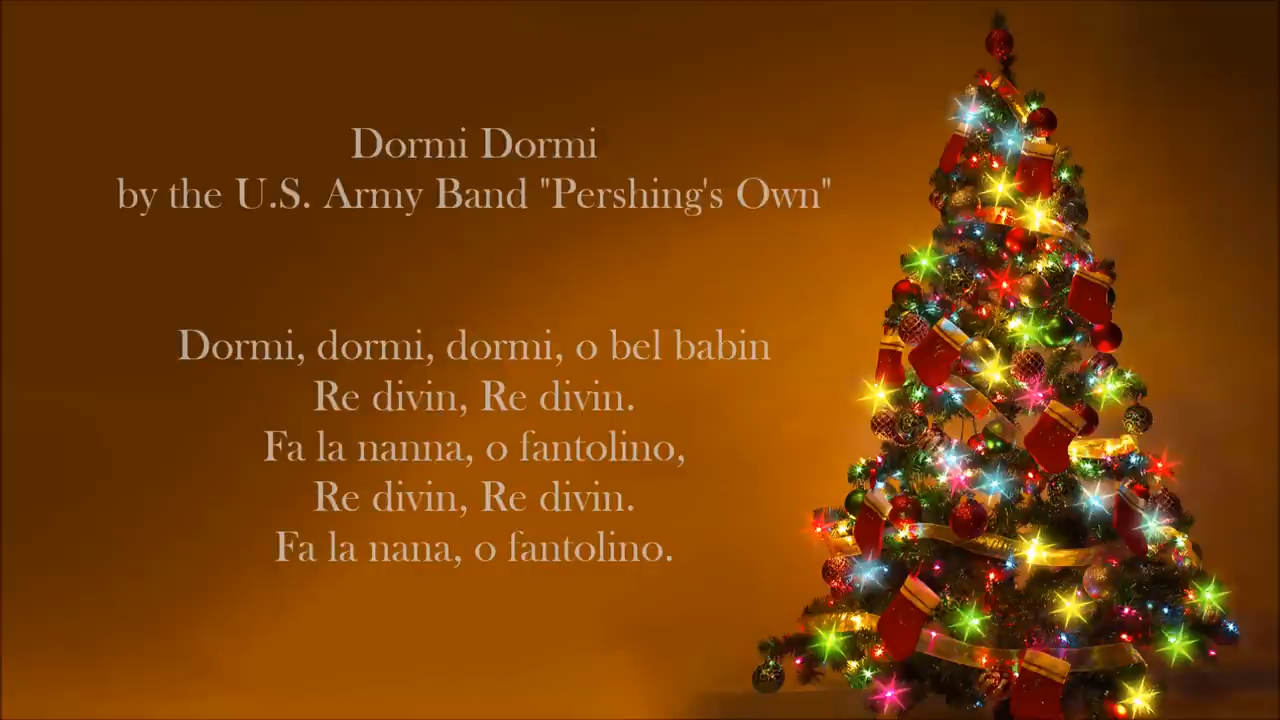 Dormi Dormi
by the U.S. Army Band "Pershing's Own"
Dormi, dormi, dormi, o bel babin
Re divin, Re divin.
Fa la nanna, o fantolino,
Re divin, Re divin.
Fa la nana, o fantolino.